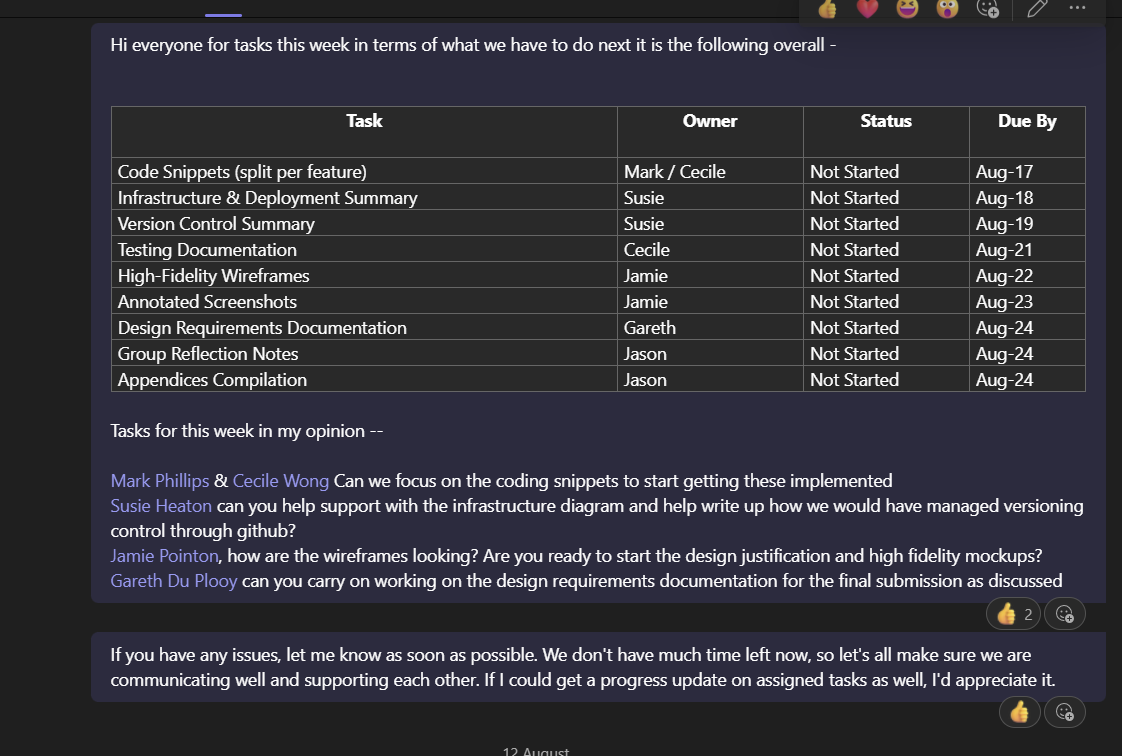 Hi everyone for tasks this week in terms of what we have to do next it is the following overall -
Task Owner Status Due By
Code Snippets (split per feature) Mark / Cecile Not Started Aug-17
Infrastructure & Deployment Summary Susie Not Started Aug-18
Version Control Summary Susie Not Started Aug-19
Testing Documentation Cecile Not Started Aug-21
High-Fidelity Wireframes Jamie Not Started Aug-22
Annotated Screenshots Jamie Not Started Aug-23
Design Requirements Documentation Gareth Not Started Aug-24
Group Reflection Notes Jason Not Started Aug-24
Appendices Compilation Jason Not Started Aug-24
Tasks for this week in my opinion --
Mark Phillips & Cecile Wong Can we focus on the coding snippets to start getting these implemented
Susie Heaton can you help support with the infrastructure diagram and help write up how we would have managed versioning
control through github?
Jamie Pointon, how are the wireframes looking? Are you ready to start the design justification and high fidelity mockups?
Gareth Du Plooy can you carry on working on the design requirements documentation for the final submission as discussed
2
If you have any issues, let me know as soon as possible. We don't have much time left now, so let's all make sure we are
communicating well and supporting each other. If I could get a progress update on assigned tasks as well, I'd appreciate it.
12 August